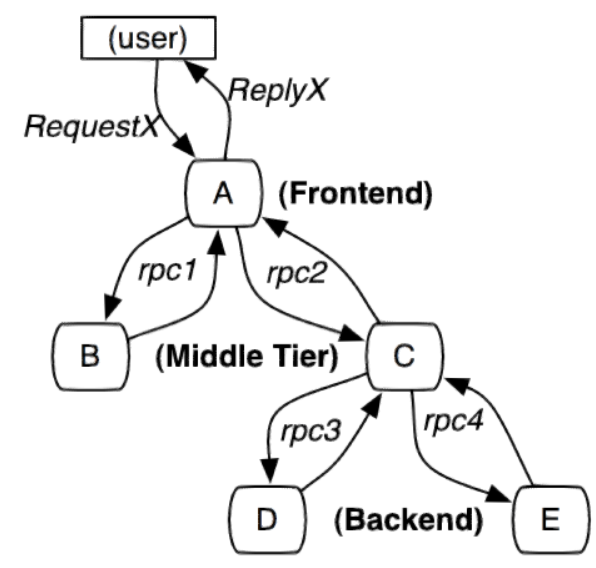 (user)
ReplyX
RequestX
A (Frontend)
rpc1 rpc2
B (Middle Tier) C
rpc3 rpc4
D (Backend) E